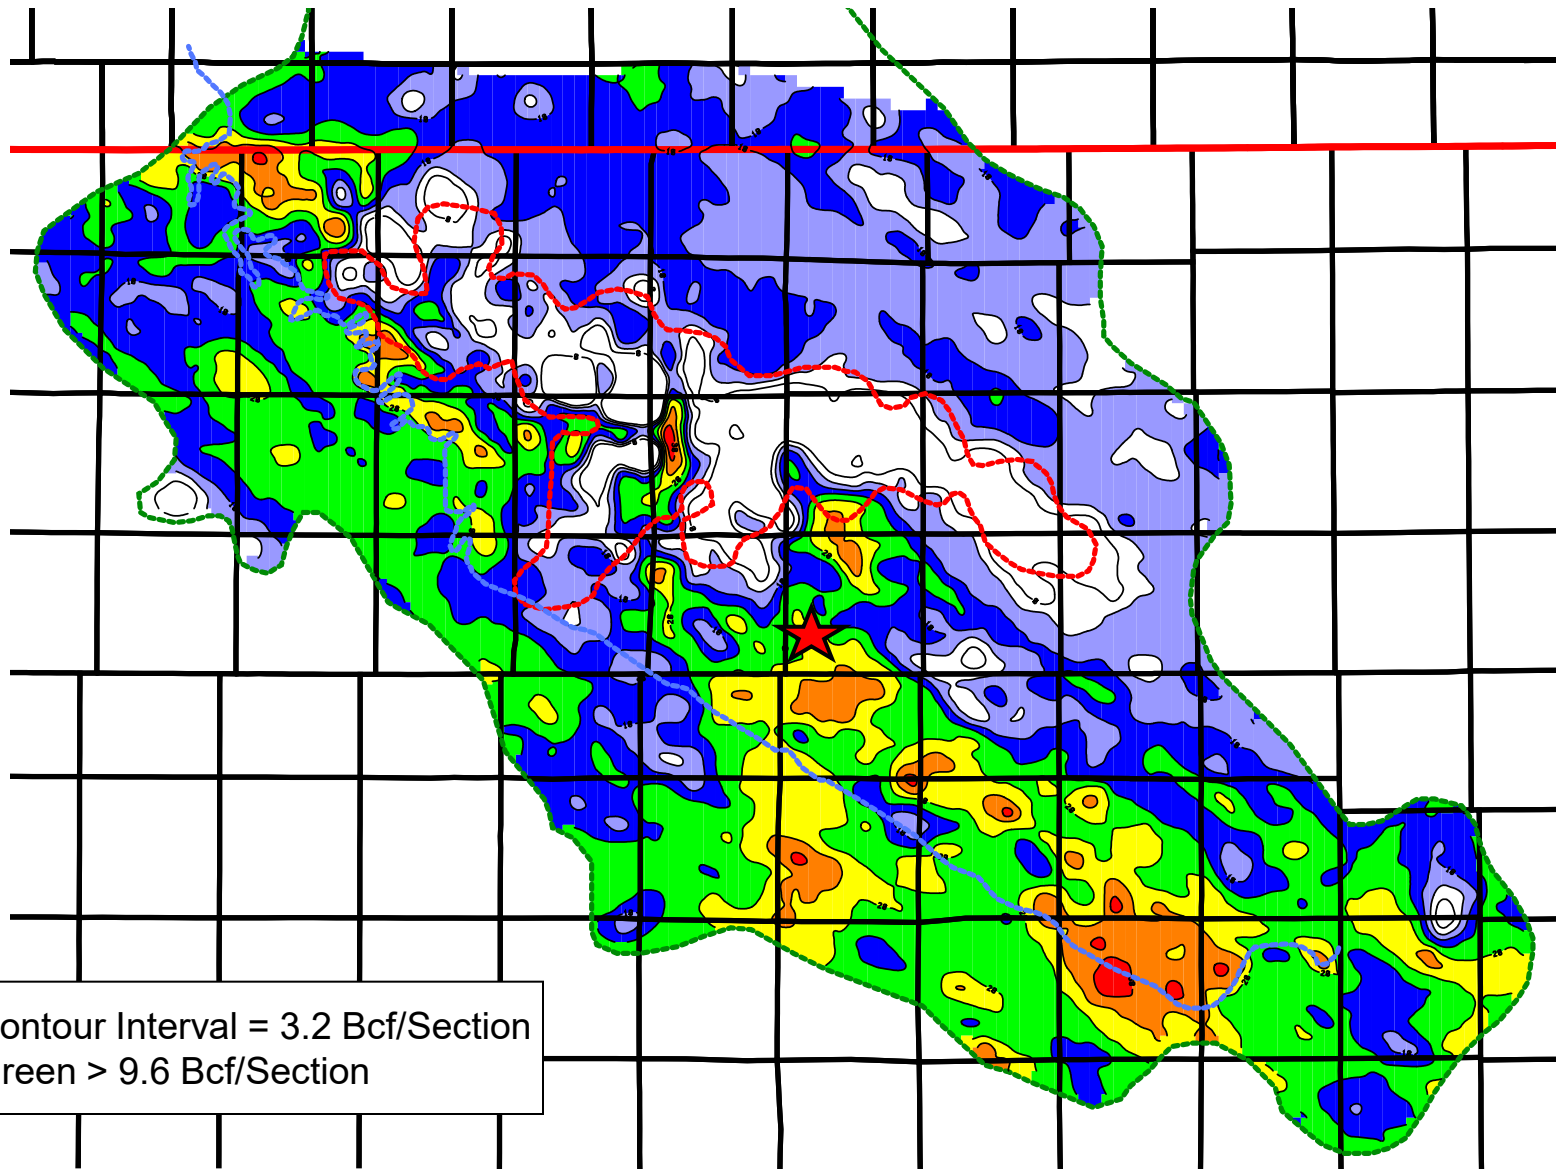 ontour Interval = 3.2 Bcf/Section
reen > 9.6 Bcf/Section